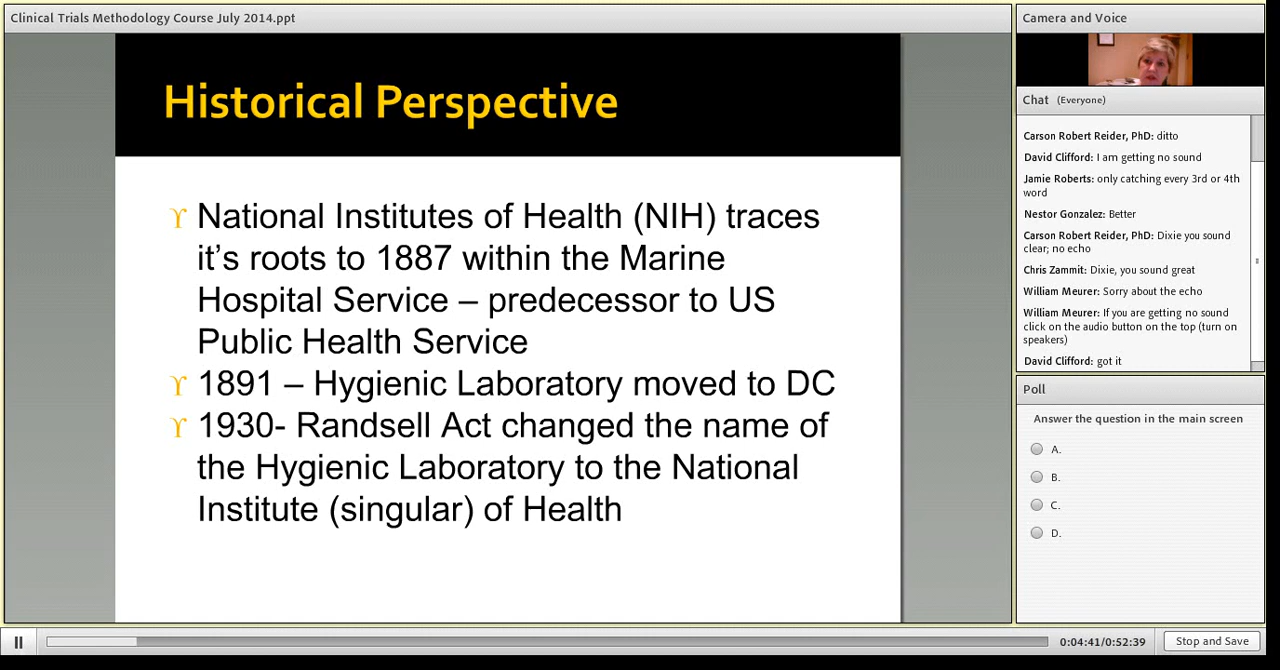 Clinical Trials Methodology Course July 2014.ppt
Historical Perspective
National Institutes of Health (NIH) traces
it’s roots to 1887 within the Marine
Hospital Service – predecessor to US
Public Health Service
1891 – Hygienic Laboratory moved to DC
1930- Randsell Act changed the name of
the Hygienic Laboratory to the National
Institute (singular) of Health
Camera and Voice
Chat (Everyone)
Carson Robert Reider, PhD: ditto
David Clifford: I am getting no sound
Jamie Roberts: only catching every 3rd or 4th
word
Nestor Gonzalez: Better
Carson Robert Reider, PhD: Dixie you sound
clear; no echo
Chris Zammit: Dixie, you sound great
William Meurer: Sorry about the echo
William Meurer: If you are getting no sound
click on the audio button on the top (turn on
speakers)
David Clifford: got it
Poll
Answer the question in the main screen
A.
B.
C.
D.
0:04:41/0:52:39
Stop and Save